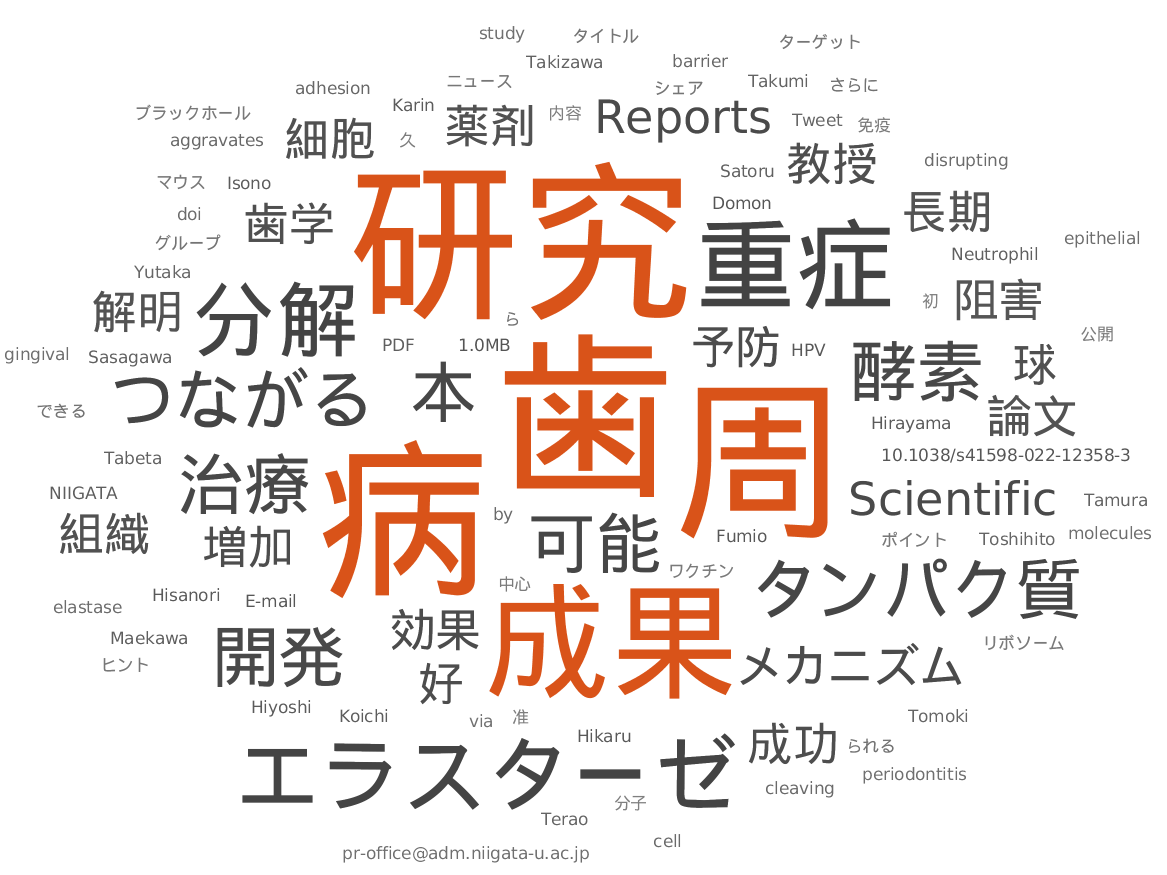 study
タイトル
ターゲット
Takizawa
barrier
ニュース
シェア
Takumi
さらに
adhesion
ブラックホール
Karin
薬剤
内容
Reports
Tweet
免疫
aggravates
細胞
久
教授
disrupting
マウス
Isono
研究
Satoru
doi
歯学
Domon
重症
長期
グループ
epithelial
Yutaka
Neutrophil
解明
分解
初
阻害
ら
公開
gingival
Sasagawa
PDF
1.0MB
予防
HPV
酵素
球
できる
つながる
本
歯
周
Hirayama
論文
Tabeta
10.1038/s41598-022-12358-3
NIIGATA
治療
病
by
Scientific
Tamura
組織
増加
可能
Fumio
ポイント
Toshihito
molecules
中心
ワクチン
タンパク質
elastase
Hisanori
E-mail
Maekawa
ヒント
開発
効果
成果
リボソーム
好
メカニズム
Hiyoshi
Koichi
via
准
Tomoki
エラスターゼ
Hikaru
成功
られる
periodontitis
cleaving
分子
Terao
cell
pr-office@adm.niigata-u.ac.jp